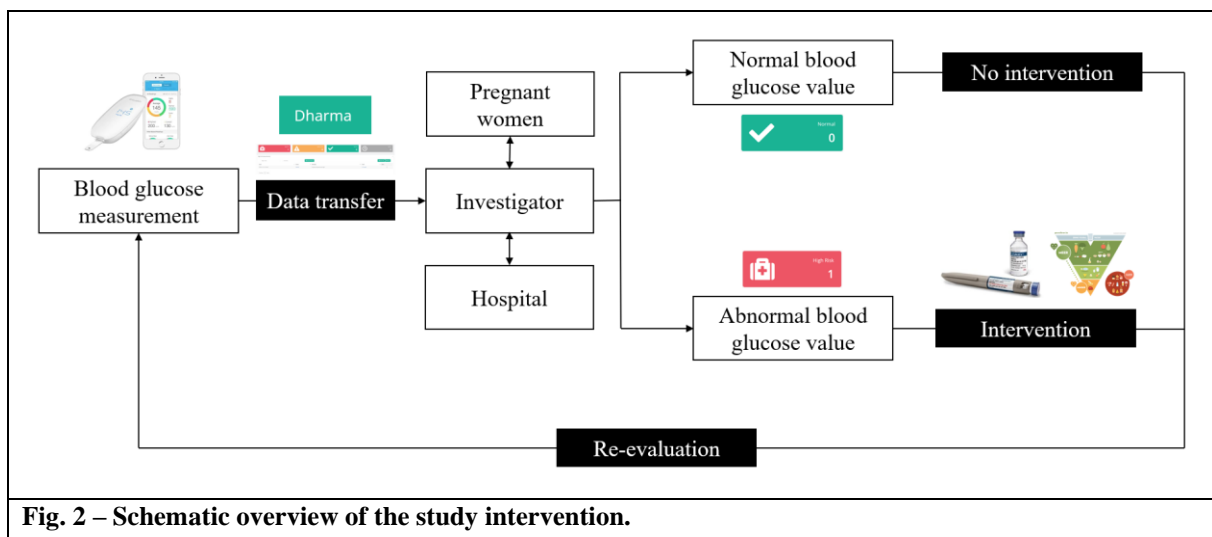 Blood glucose
measurement
Dharma
Data transfer
Pregnant
women
Investigator
Hospital
Normal blood
glucose value
Normal
0
No intervention
High Risk
1
Abnormal blood
glucose value
Intervention
Re-evaluation
Fig. 2 – Schematic overview of the study intervention.